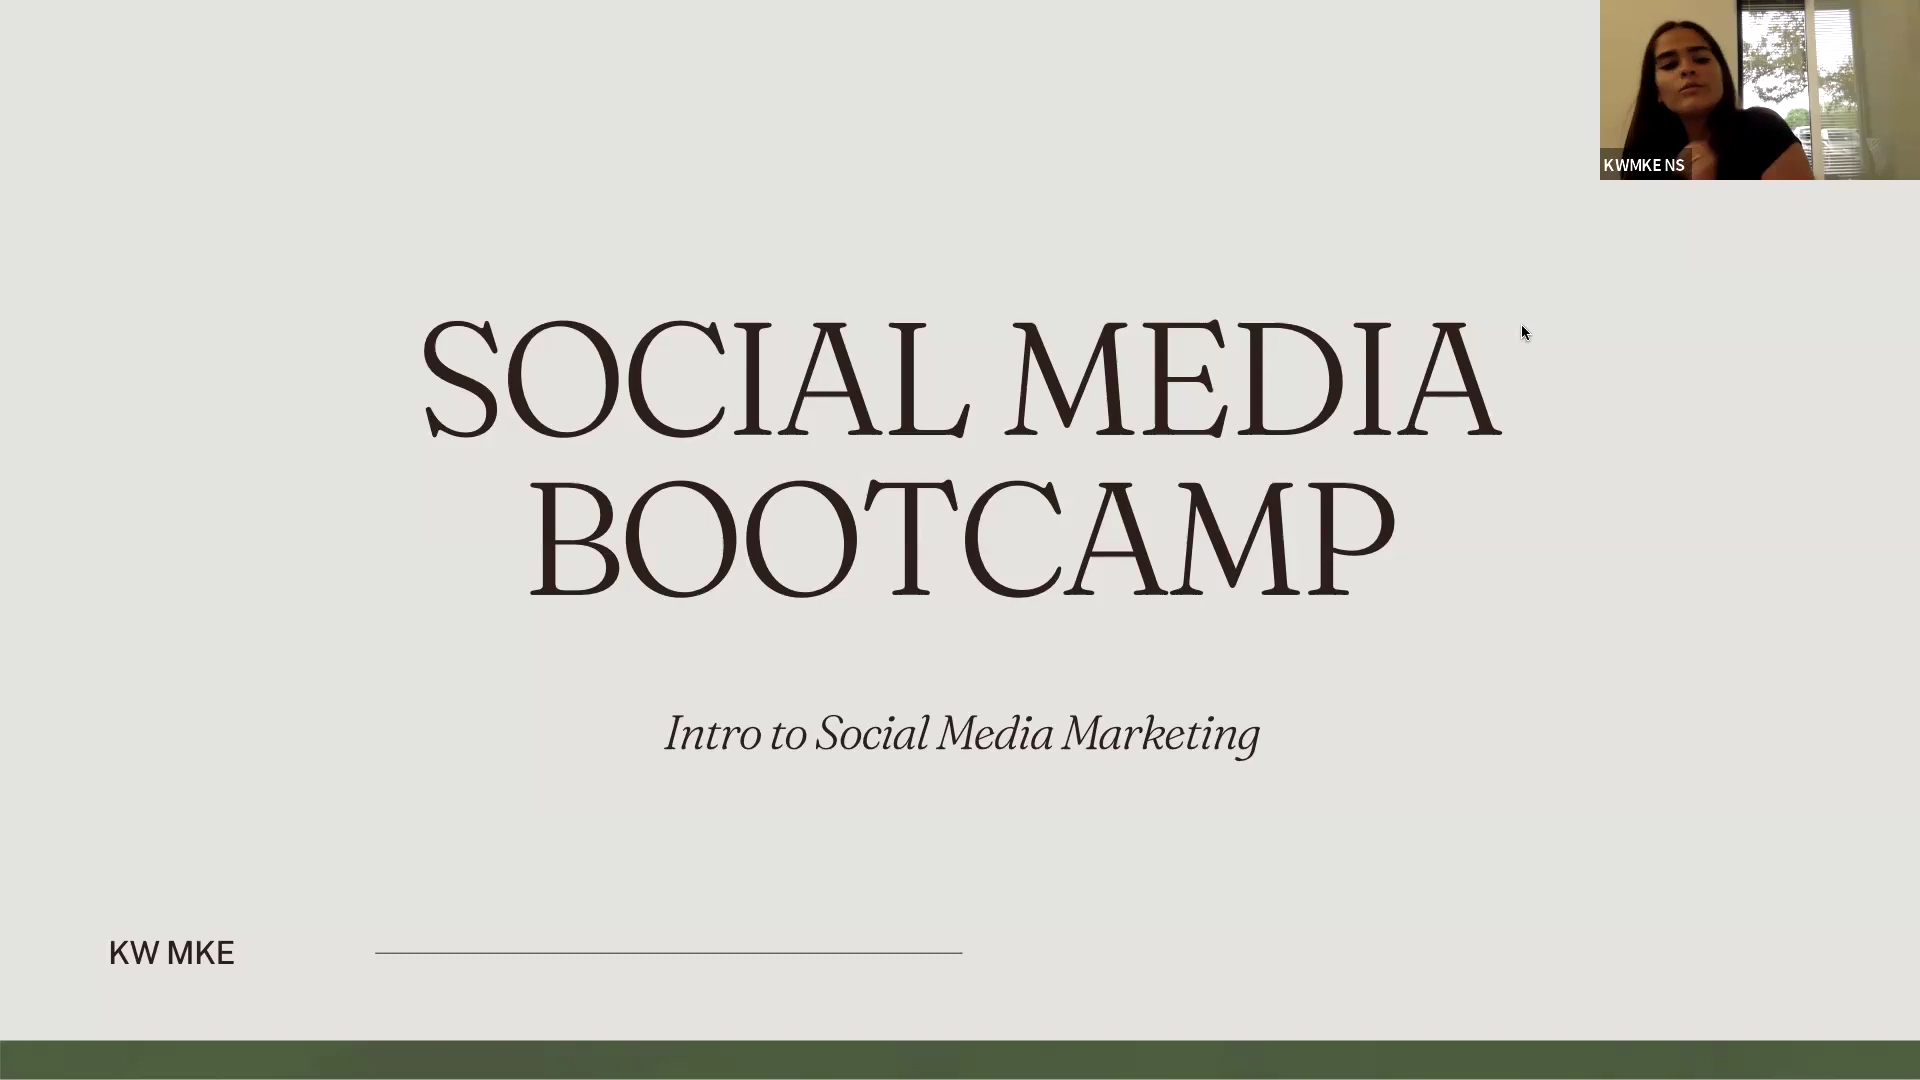 KWMKE NS
SOCIAL MEDIA
BOOTCAMP
Intro to Social Media Marketing
KW MKE